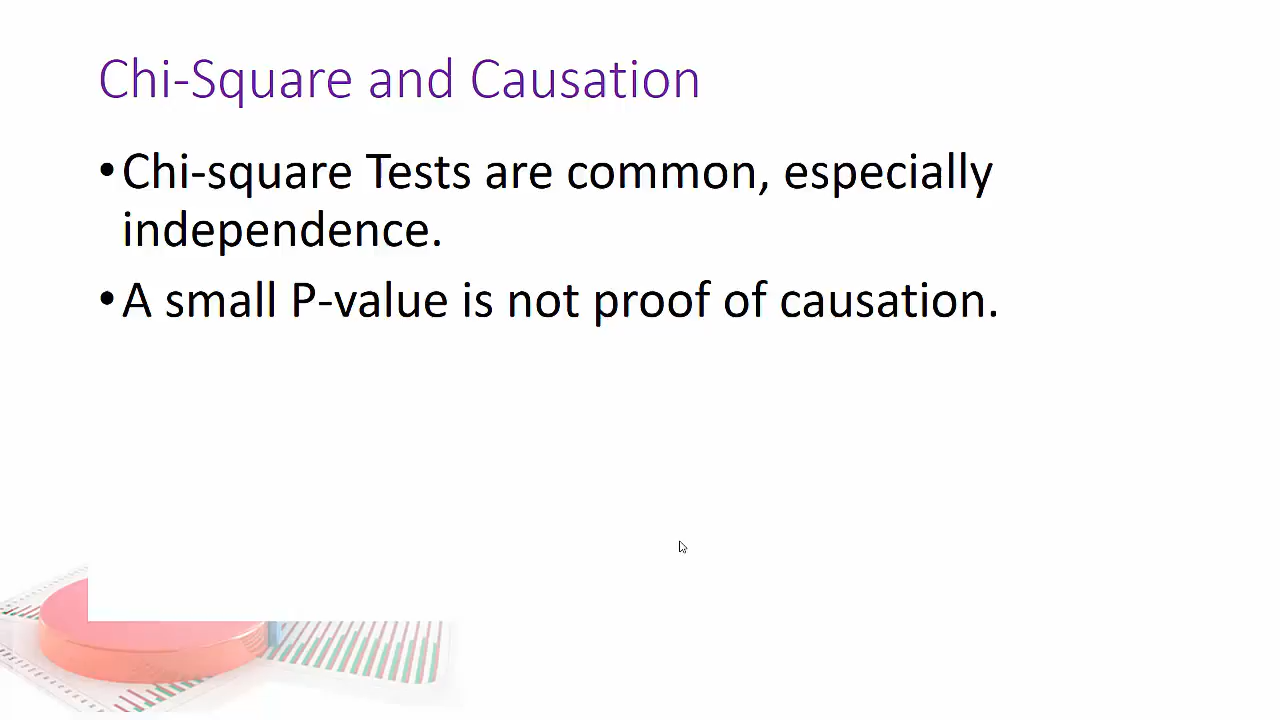 Chi-Square and Causation
•Chi-square Tests are common, especially
independence.
•A small P-value is not proof of causation.